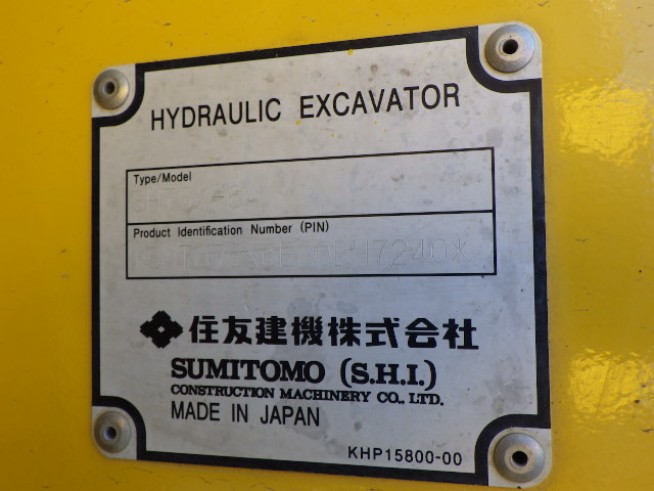 HYDRAULIC EXCAVATOR
Type/Model
Product Identification Number (PIN)
住友建機株式会社
SUMITOMO (S.H.I.)
CONSTRUCTION MACHINERY CO., LTD.
MADE IN JAPAN
KHP15800-00